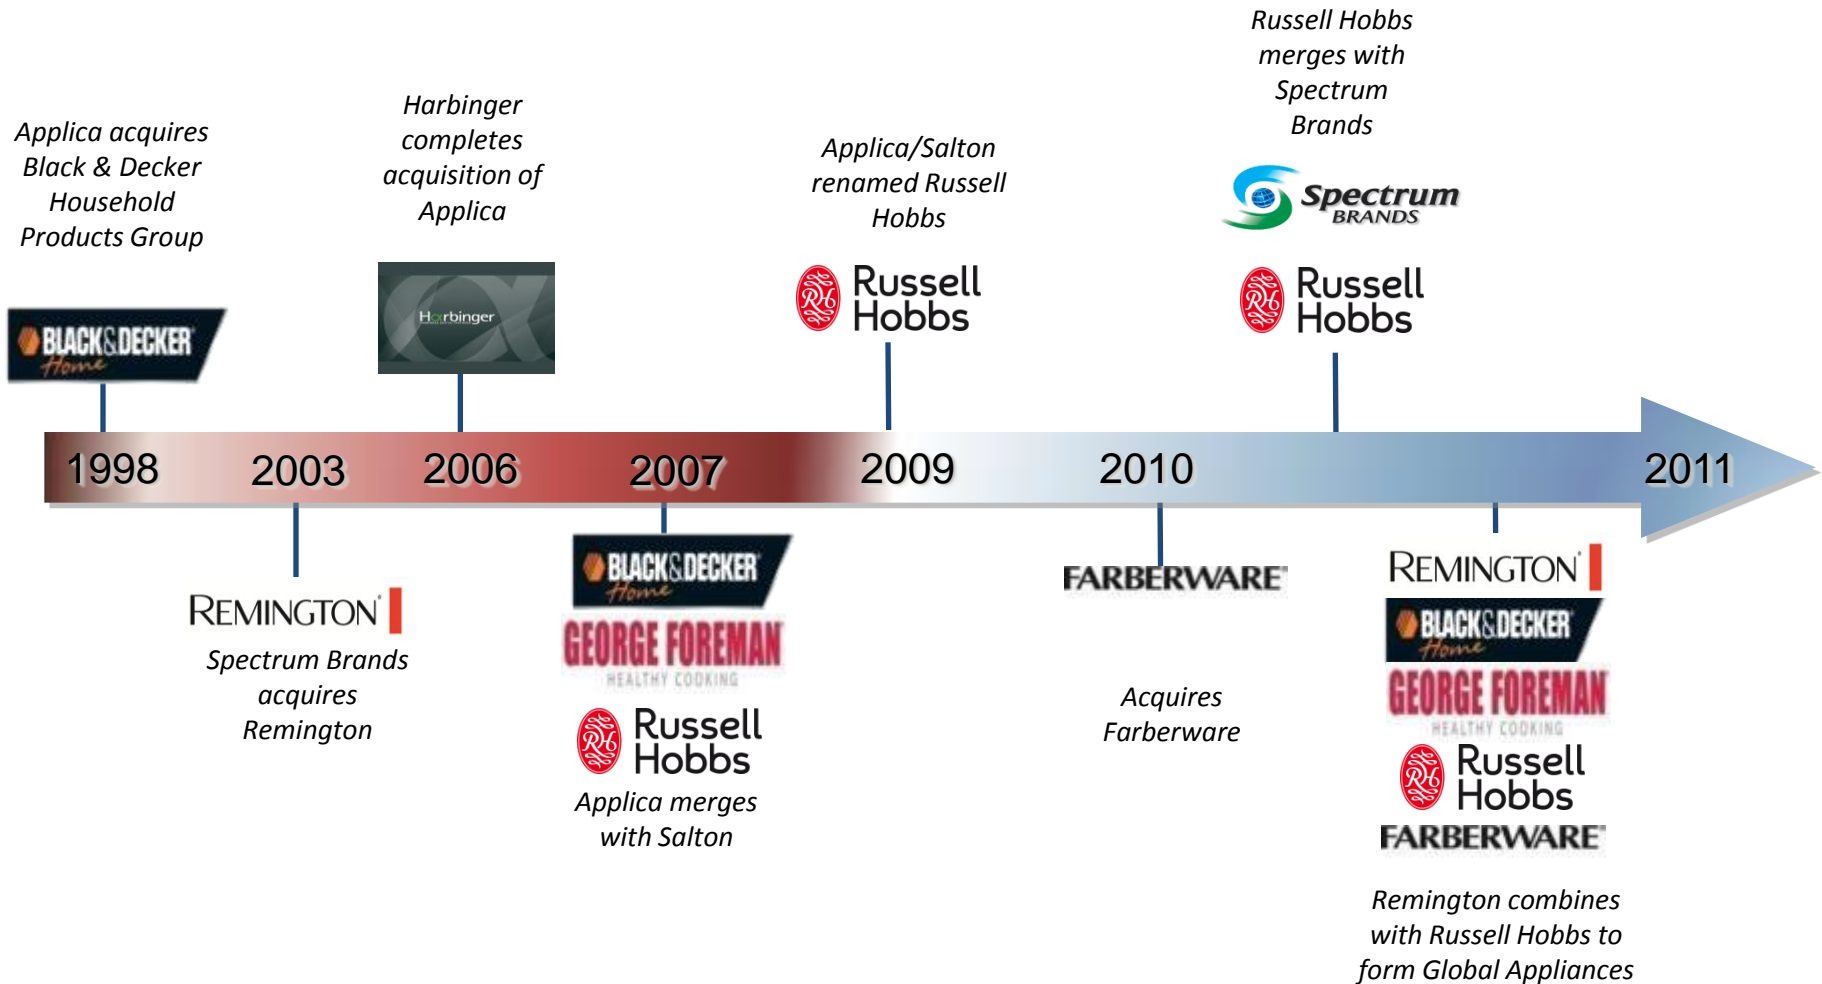 Applica acquires
Black & Decker
Household
Products Group
BLACK&DECKER
Home
Harbinger
completes
acquisition of
Applica
Harbinger
Applica/Salton
renamed Russell
Hobbs
Russell
Hobbs
Russell Hobbs
merges with
Spectrum
Brands
Spectrum
BRANDS
Russell
Hobbs
1998
2003
2006
2007
2009
2010
2011
REMINGTON
Spectrum Brands
acquires
Remington
BLACK&DECKER
Home
GEORGE FOREMAN
HEALTHY COOKING
RH
Russell
Hobbs
Applica merges
with Salton
FARBERWARE
Acquires
Farberware
REMINGTON
BLACK&DECKER
Home
GEORGE FOREMAN
HEALTHY COOKING
Russell
Hobbs
FARBERWARE
Remington combines
with Russell Hobbs to
form Global Appliances